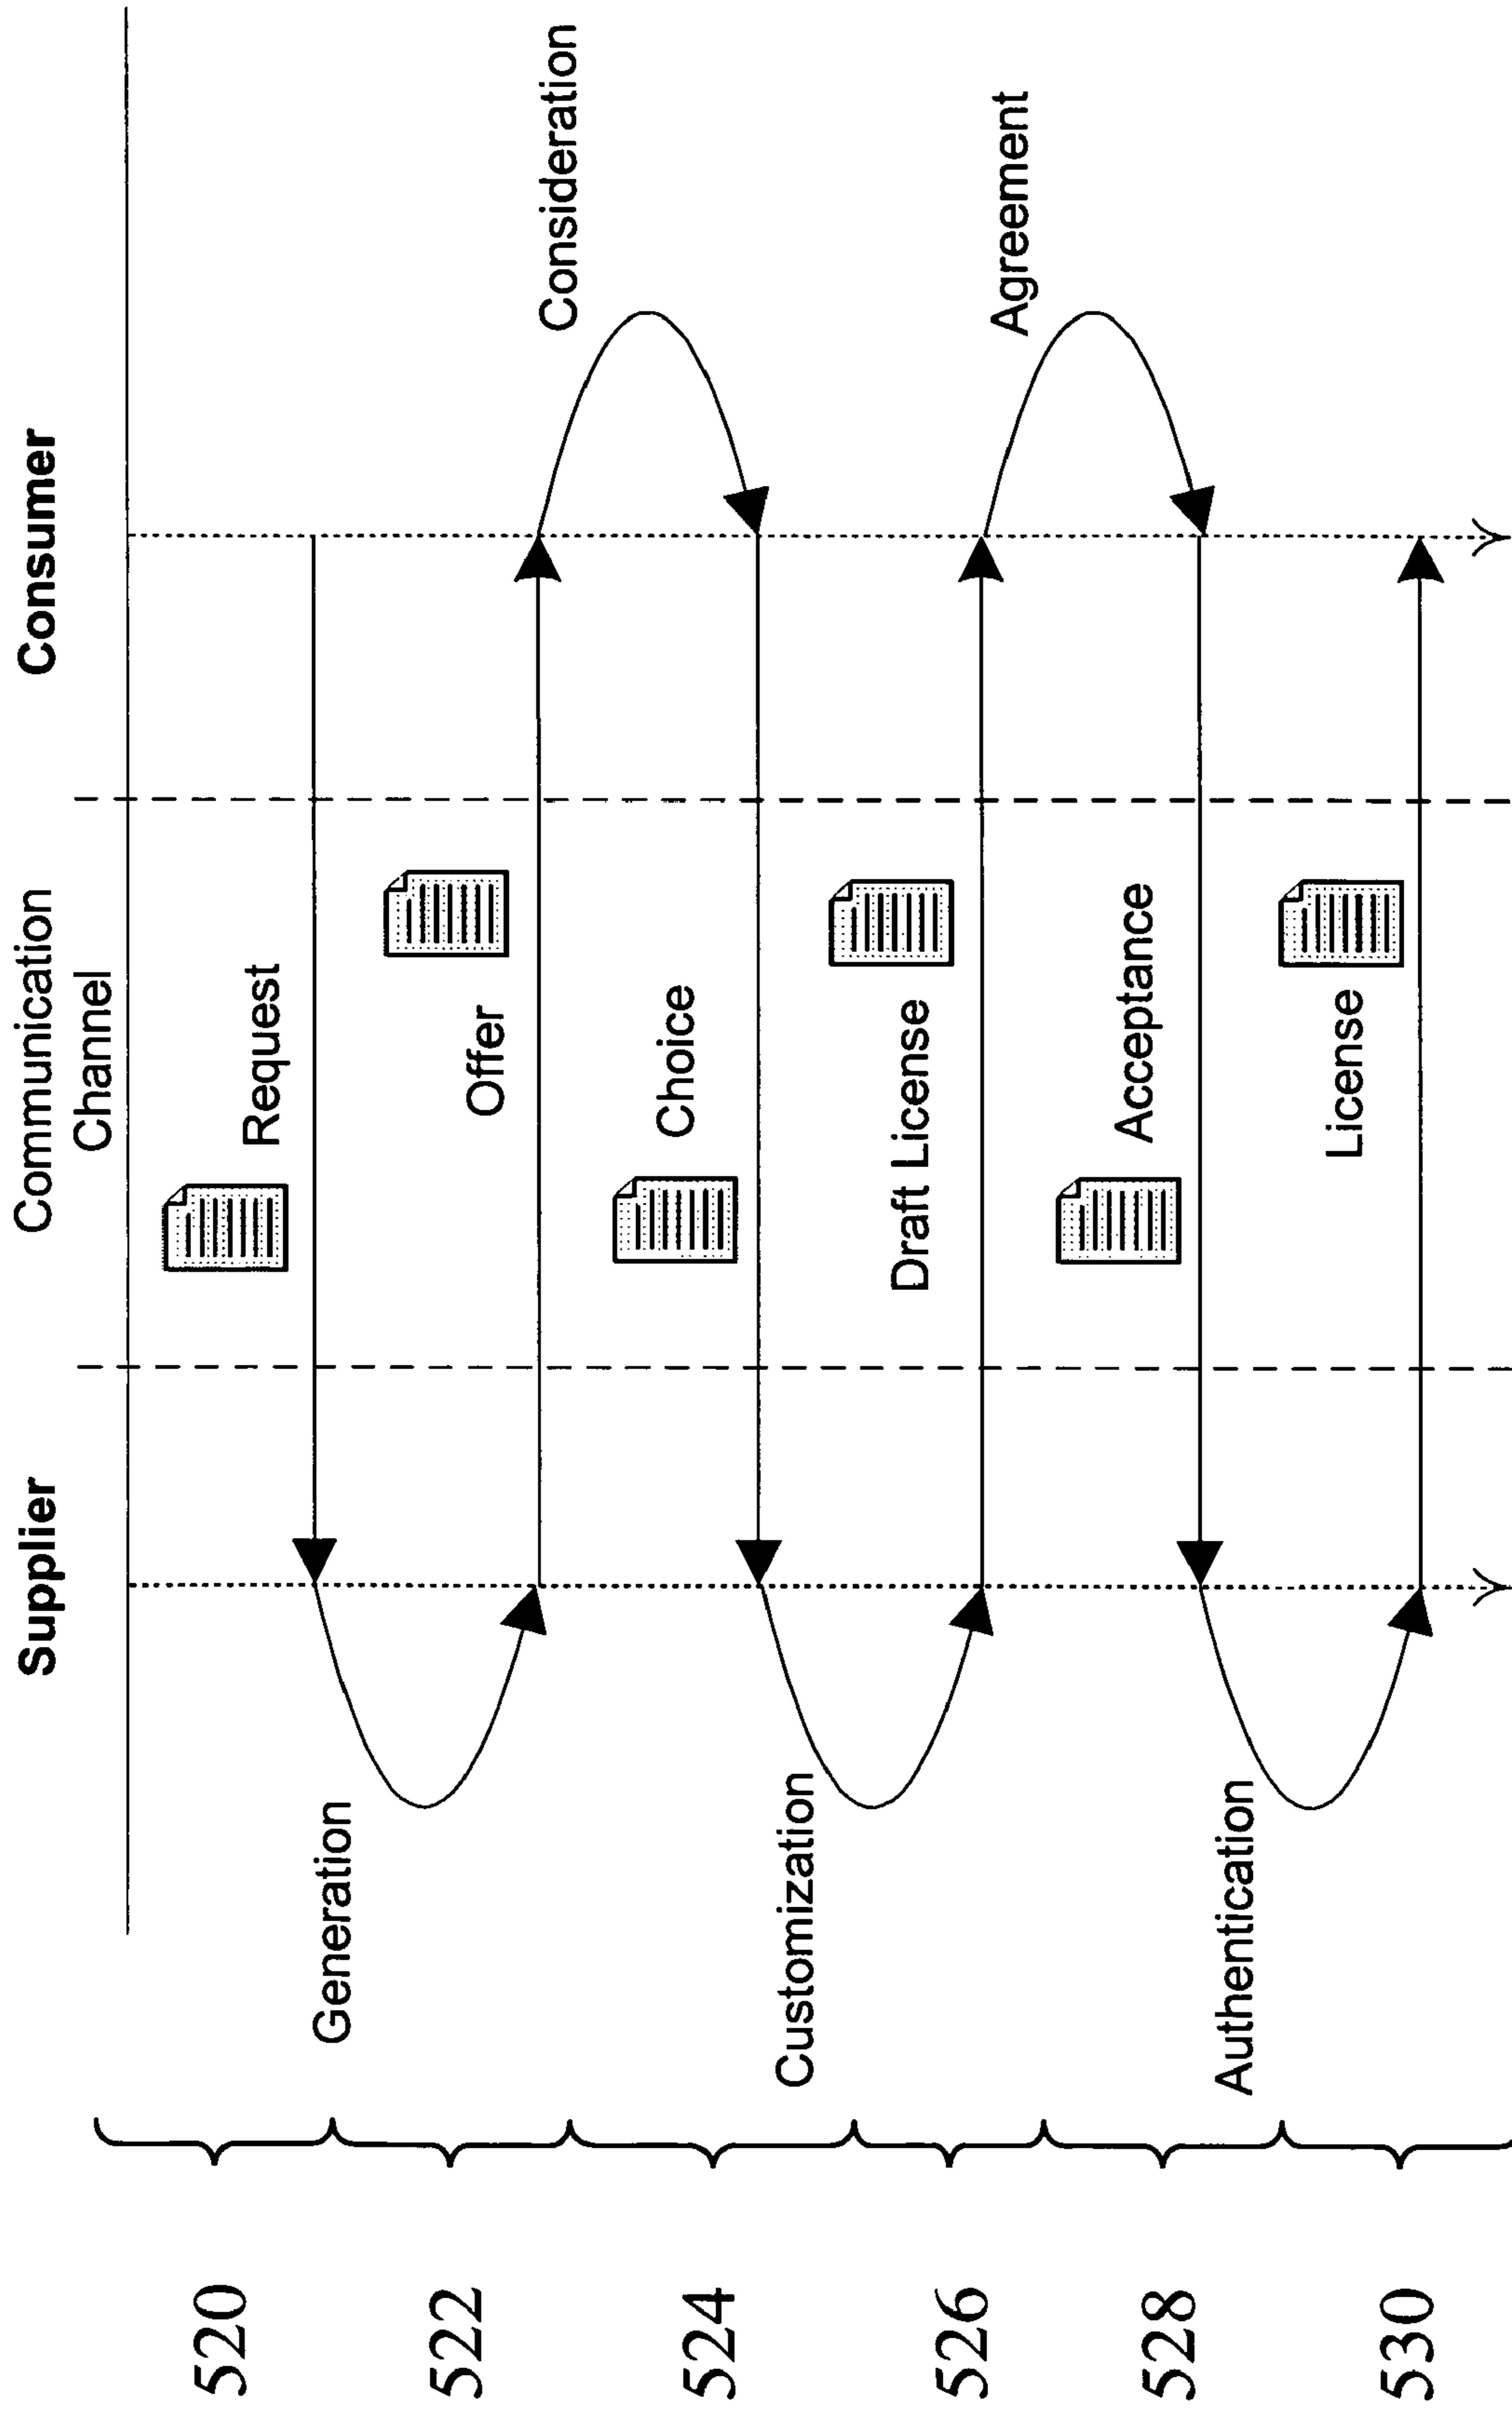 Supplier
Communication
Channel
Consumer
520
Request
Generation
522
Offer
Consideration
524
Choice
Customization
526
Draft License
Agreement
528
Acceptance
Authentication
530
License